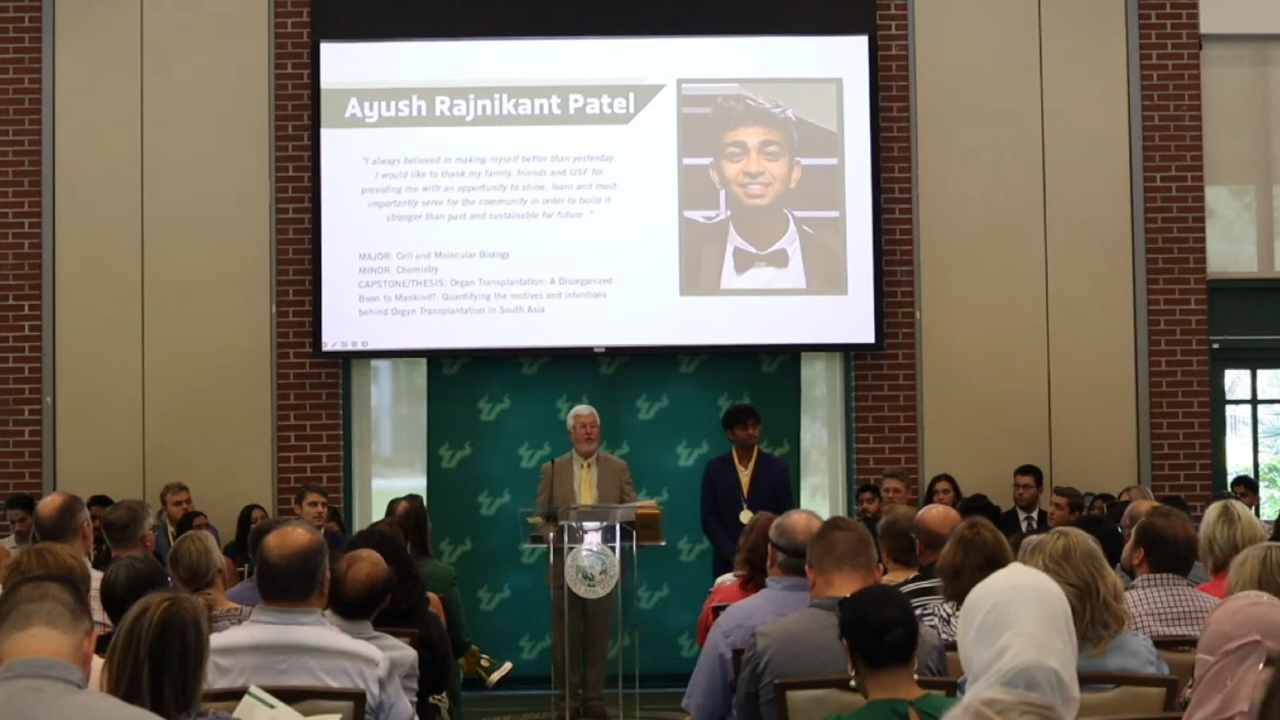 Ayush Rajnikant Patel
"I always believed in making myself better than yesterday.
I would like to thank my family, friends and USF for
providing me with an opportunity to shine, learn and most
importantly serve for the community in order to build it
stronger than past and sustainable for future ."
MAJOR: Cell and Molecular Biology
MINOR: Chemistry
CAPSTONE/THESIS: Organ Transplantation: A Disorganized
Boon to Mankind?: Quantifying the motives and intentions
behind Organ Transplantation in South Asia